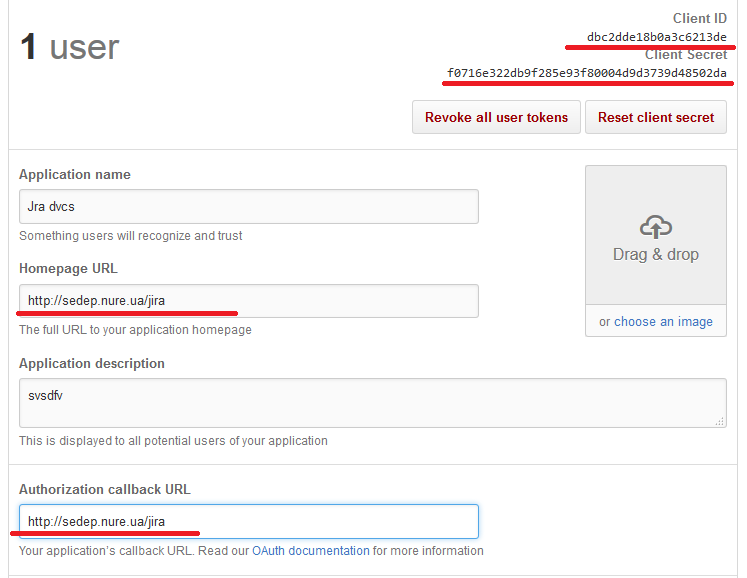 1 user
Client ID
dbc2dde18b0a3c6213de
Client Secret
f0716e322db9f285e93f80004d9d3739d48502da
Revoke all user tokens
Reset client secret
Application name
Jra dvcs
Something users will recognize and trust
Homepage URL
http://sedep.nure.ua/jira
The full URL to your application homepage
Drag & drop
or choose an image
Application description
svsdfv
This is displayed to all potential users of your application
Authorization callback URL
http://sedep.nure.ua/jira
Your application's callback URL. Read our OAuth documentation for more information